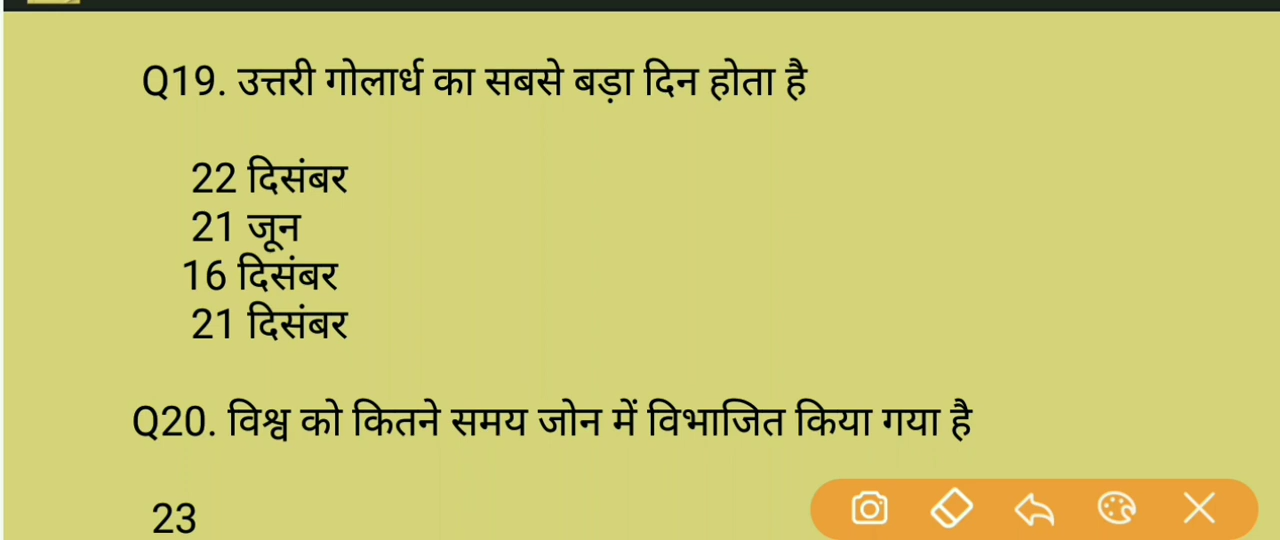 Q19. उत्तरी गोलार्ध का सबसे बड़ा दिन होता है
22 दिसंबर
21 जून
16 दिसंबर
21 दिसंबर
Q20. विश्व को कितने समय जोन में विभाजित किया गया है
23